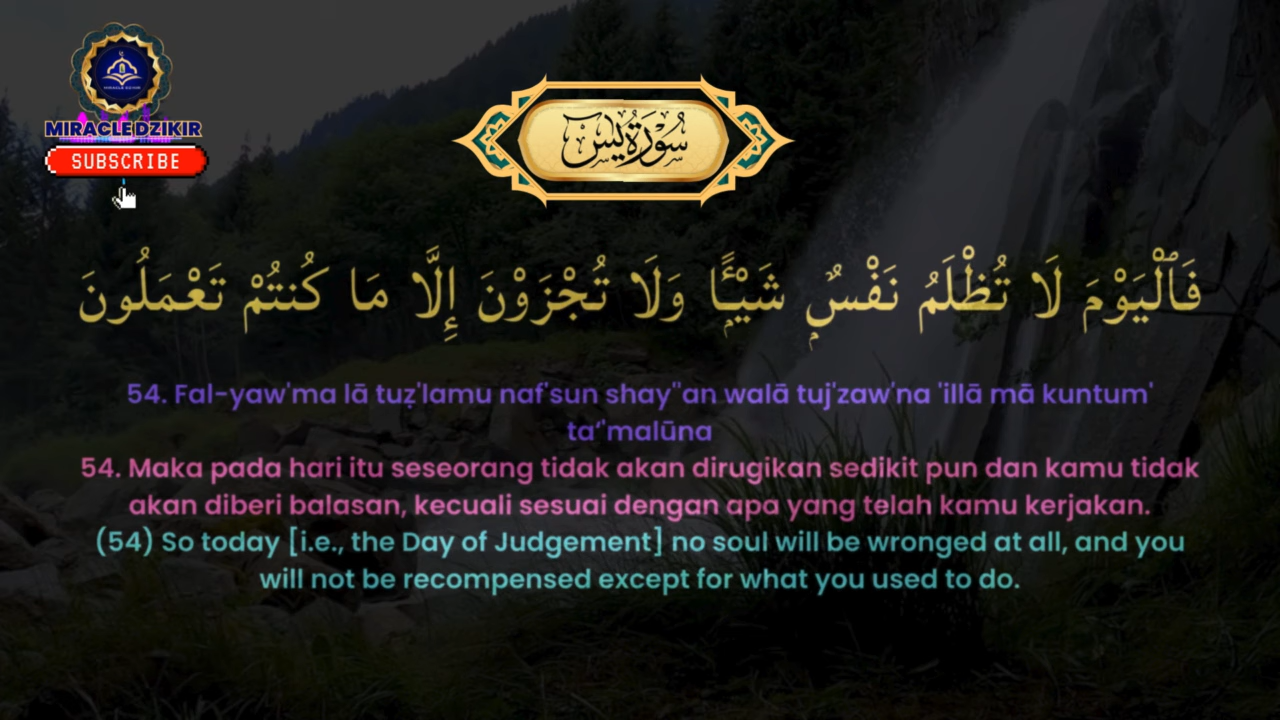 MIRACLE DZIKIR
MIRACLE DZIKIR
SUBSCRIBE
سُورَةُ يس
فَٱلْيَوْمَ لَا تُظْلَمُ نَفْسٌ شَيْـًٔا وَلَا تُجْزَوْنَ إِلَّا مَا كُنتُمْ تَعْمَلُونَ
54. Fal-yaw'ma lā tuẓ'lamu naf'sun shay''an walā tuj'zaw'na 'illā mā kuntum'
ta‘'malūna
54. Maka pada hari itu seseorang tidak akan dirugikan sedikit pun dan kamu tidak
akan diberi balasan, kecuali sesuai dengan apa yang telah kamu kerjakan.
(54) So today [i.e., the Day of Judgement] no soul will be wronged at all, and you
will not be recompensed except for what you used to do.